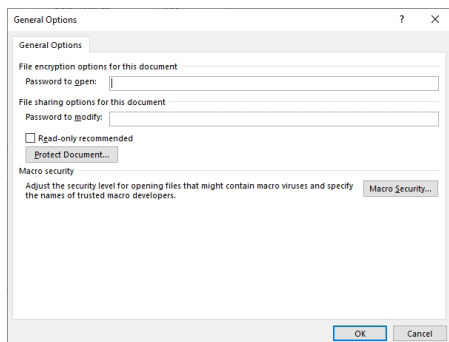 General Options
?
General Options
File encryption options for this document
Password to open:
File sharing options for this document
Password to modify:
Read-only recommended
Protect Document...
Macro security
Adjust the security level for opening files that might contain macro viruses and specify
the names of trusted macro developers.
Macro Security...
OK
Cancel